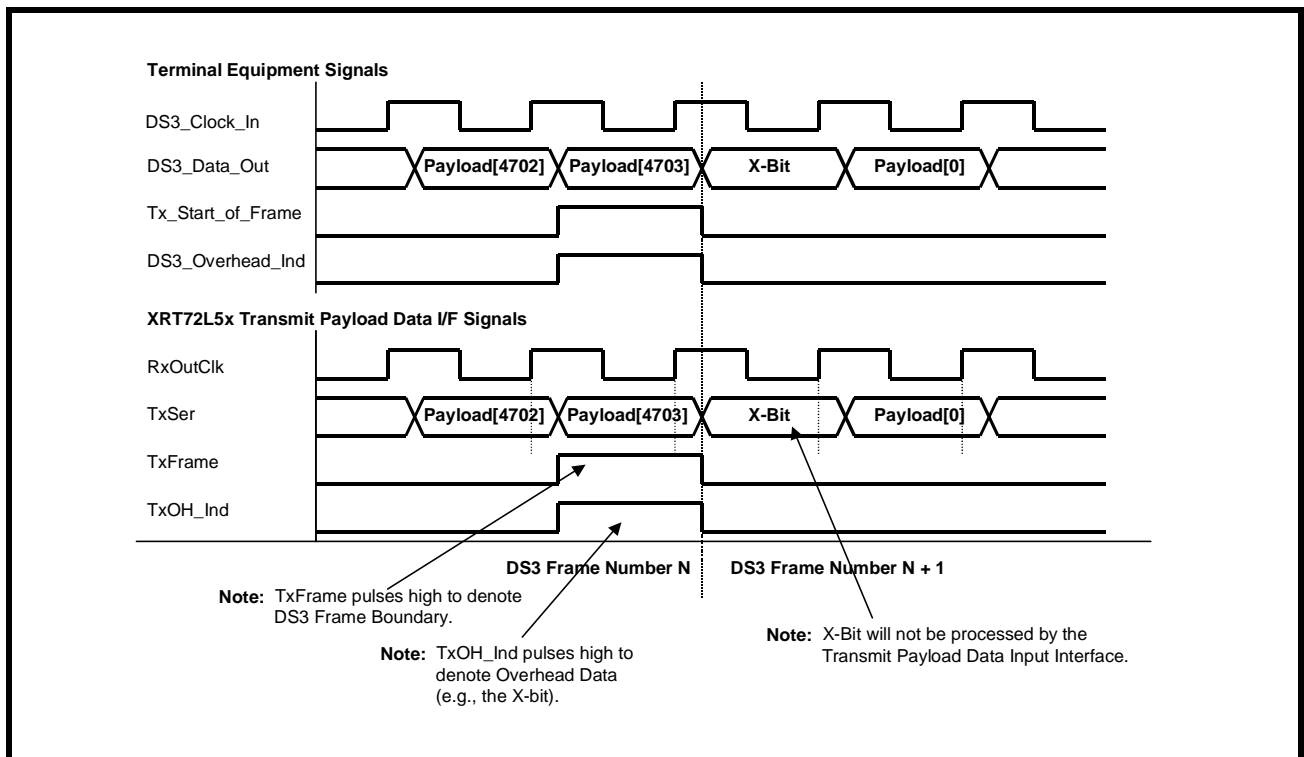 Terminal Equipment Signals
DS3_Clock_In
DS3_Data_Out
Payload[4702]
Payload[4703]
X-Bit
Payload[0]
Tx_Start_of_Frame
DS3_Overhead_Ind
XRT72L5x Transmit Payload Data I/F Signals
RxOutClk
TxSer
Payload[4702]
Payload[4703]
X-Bit
Payload[0]
TxFrame
TxOH_Ind
DS3 Frame Number N
DS3 Frame Number N + 1
Note: TxFrame pulses high to denote
DS3 Frame Boundary.
Note: TxOH_Ind pulses high to
denote Overhead Data
(e.g., the X-bit).
Note: X-Bit will not be processed by the
Transmit Payload Data Input Interface.